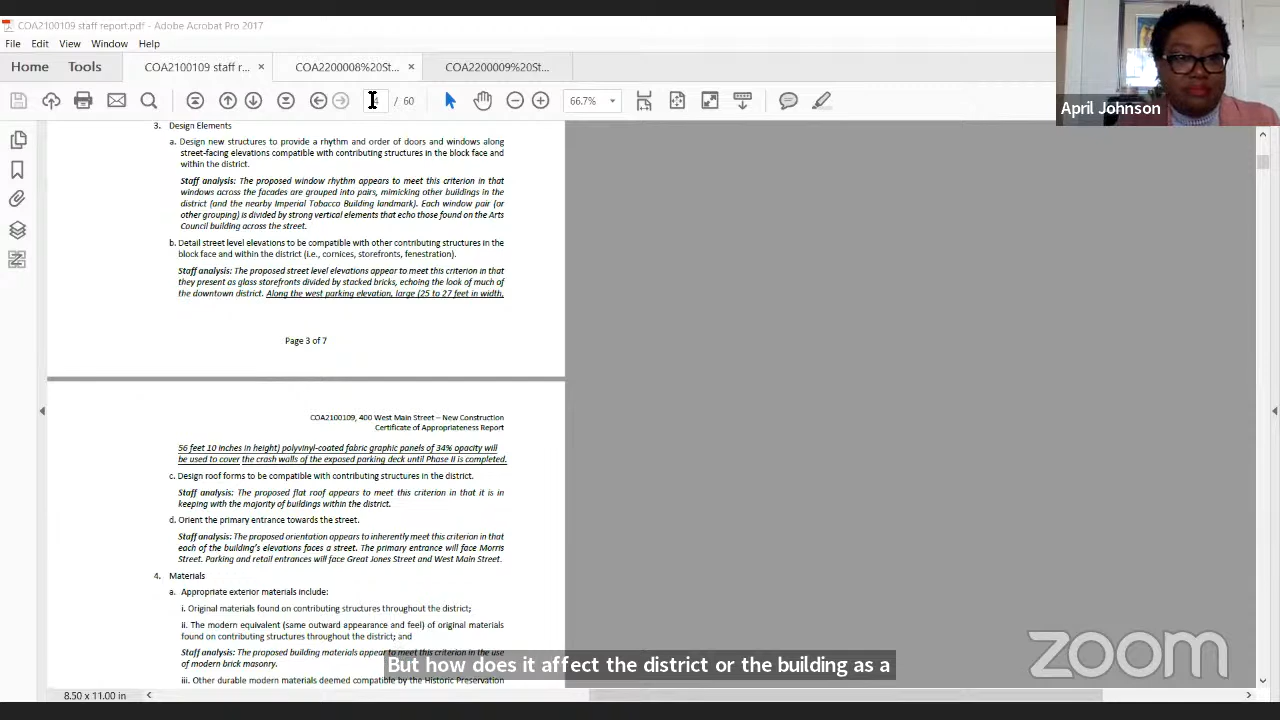 COA2100109 staff report.pdf - Adobe Acrobat Pro 2017
File Edit View Window Help
Home Tools COA2100109 staff r... × COA2200008%20St... × COA2200009%20St...
/ 60 66.7%
April Johnson
3. Design Elements
a. Design new structures to provide a rhythm and order of doors and windows along
street-facing elevations compatible with contributing structures in the block face and
within the district.
Staff analysis: The proposed window rhythm appears to meet this criterion in that
windows across the facades are grouped into pairs, mimicking other buildings in the
district (and the nearby Imperial Tobacco Building landmark). Each window pair (or
other grouping) is divided by strong vertical elements that echo those found on the Arts
Council building across the street.
b. Detail street level elevations to be compatible with other contributing structures in the
block face and within the district (i.e., cornices, storefronts, fenestration).
Staff analysis: The proposed street level elevations appear to meet this criterion in that
they present as glass storefronts divided by stacked bricks, echoing the look of much of
the downtown district. Along the west parking elevation, large (25 to 27 feet in width,
Page 3 of 7
COA2100109, 400 West Main Street – New Construction
Certificate of Appropriateness Report
56 feet 10 inches in height) polyvinyl-coated fabric graphic panels of 34% opacity will
be used to cover the crash walls of the exposed parking deck until Phase II is completed.
c. Design roof forms to be compatible with contributing structures in the district.
Staff analysis: The proposed flat roof appears to meet this criterion in that it is in
keeping with the majority of buildings within the district.
d. Orient the primary entrance towards the street.
Staff analysis: The proposed orientation appears to inherently meet this criterion in that
each of the building's elevations faces a street. The primary entrance will face Morris
Street. Parking and retail entrances will face Great Jones Street and West Main Street.
4. Materials
a. Appropriate exterior materials include:
i. Original materials found on contributing structures throughout the district;
ii. The modern equivalent (same outward appearance and feel) of original materials
found on contributing structures throughout the district; and
Staff analysis: The proposed building materials appear to meet this criterion in the use
of modern brick masonry.
But how does it affect the district or the building as a
iii. Other durable modern materials deemed compatible by the Historic Preservation
8.50 x 11.00 in
zoom